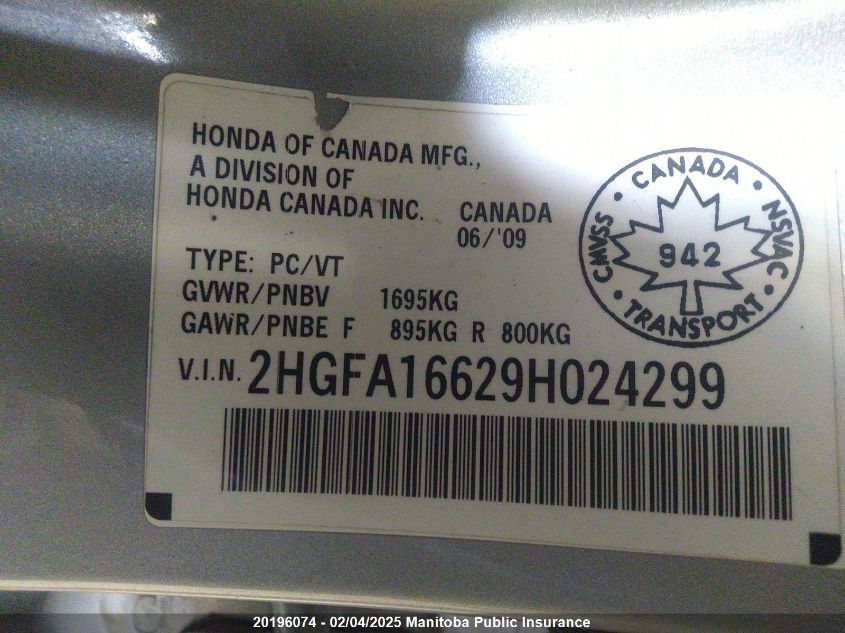 HONDA OF CANADA MFG.,
A DIVISION OF
HONDA CANADA INC. CANADA
06/'09
TYPE: PC/VT
GVWR/PNBV 1695KG
GAWR/PNBE F 895KG R 800KG
V.I.N. 2HGFA16629H024299
• CANADA •
CMVSS
942
NSVAC
• TRANSPORT •
20196074 - 02/04/2025 Manitoba Public Insurance